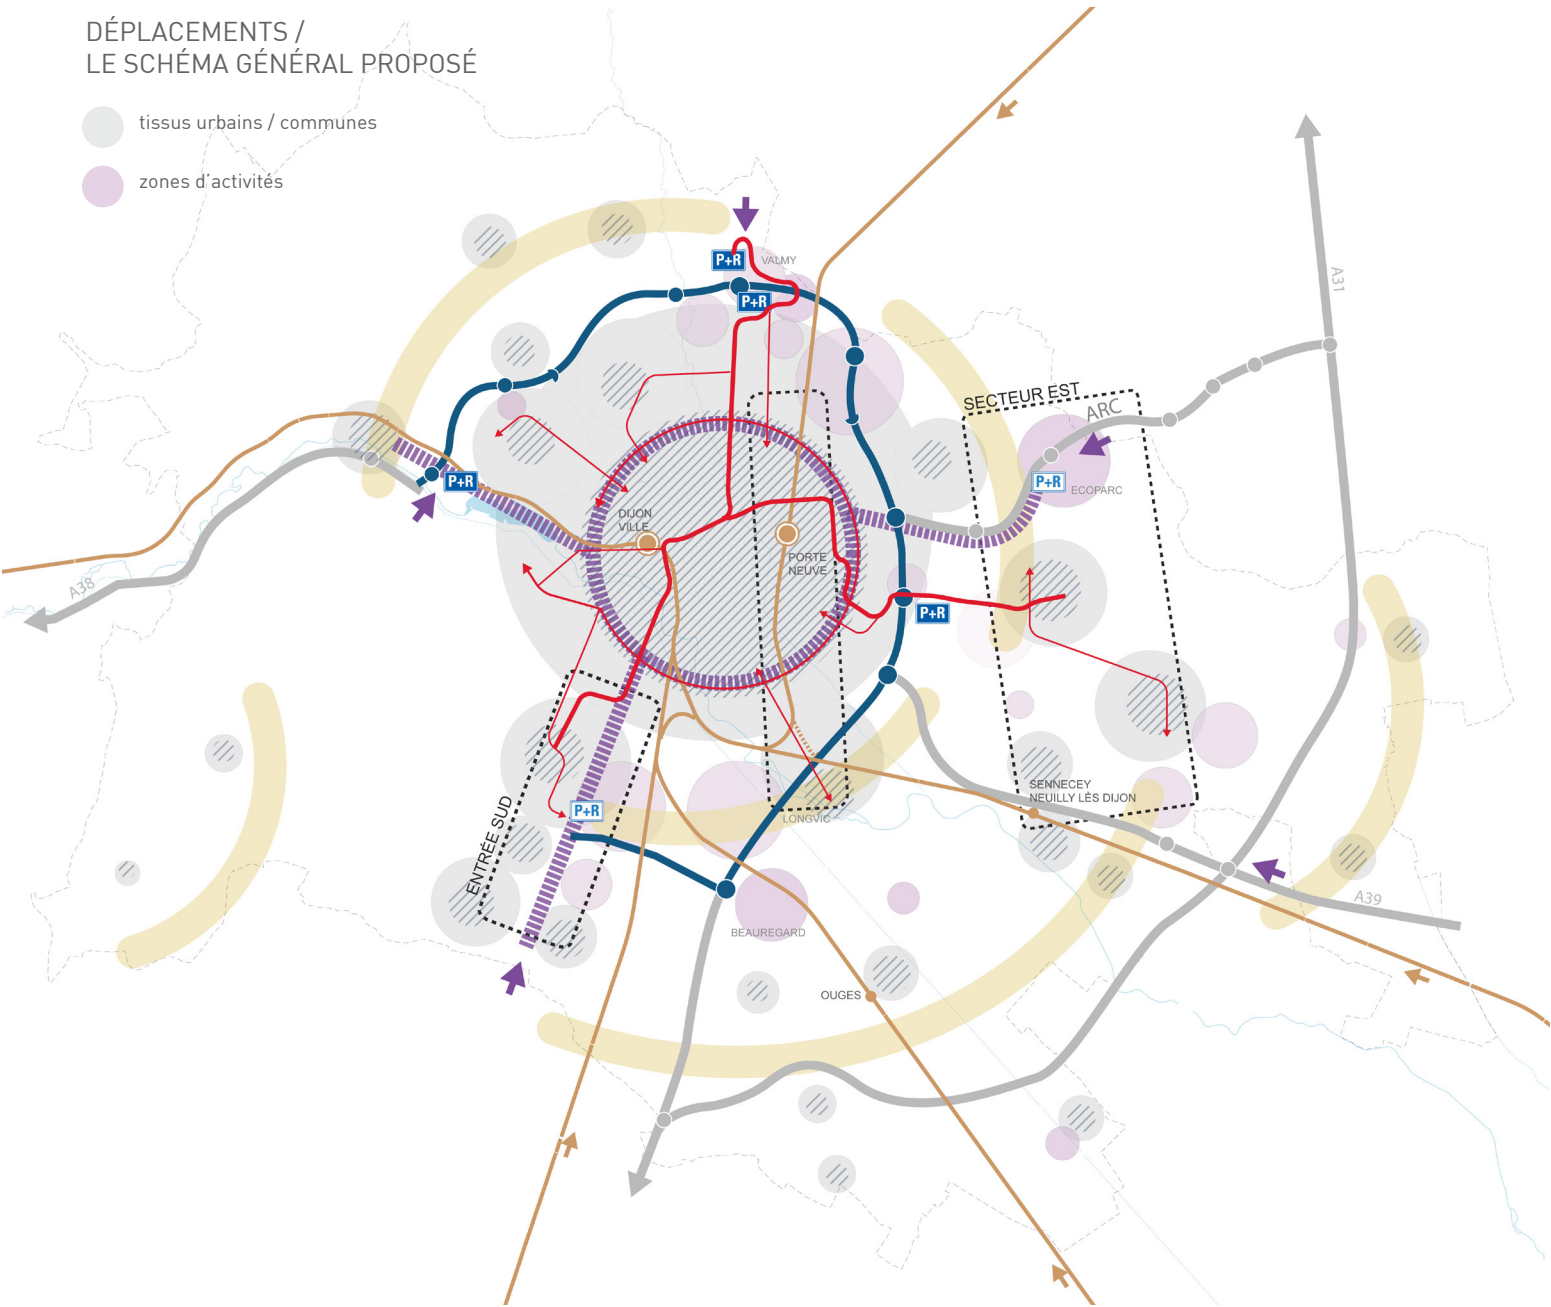 DÉPLACEMENTS /
LE SCHÉMA GÉNÉRAL PROPOSÉ
tissus urbains / communes
zones d'activités
P+R
VALMY
P+R
A31
SECTEUR EST
ARC
P+R
P+R
ECOPARC
DIJON
VILLE
PORTE
NEUVE
A38
P+R
SENNECEY
NEUILLY LÈS DIJON
P+R
LONGVIC
ENTRÉE SUD
A39
BEAUREGARD
OUGES